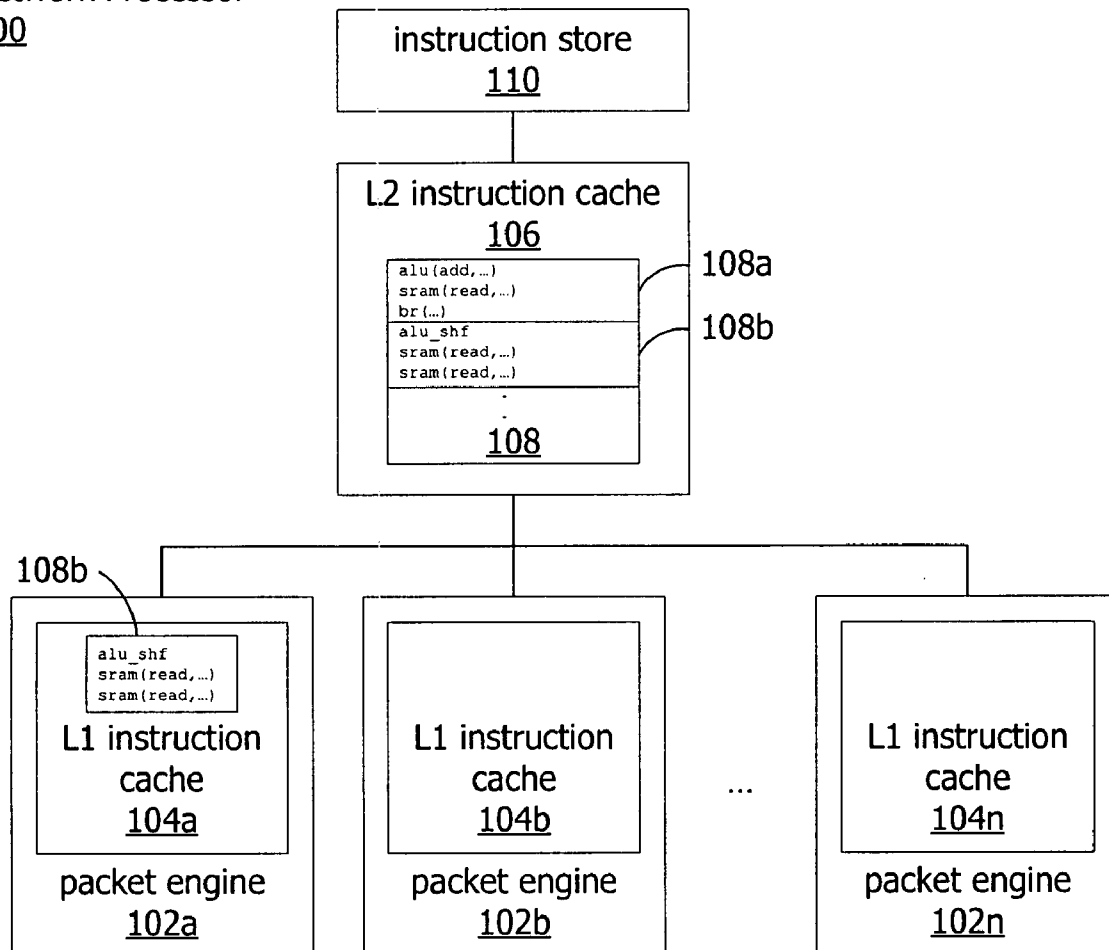 00
instruction store
110
L2 instruction cache
106
alu(add,…)
sram(read,…)
br(…)
alu_shf
sram(read,…)
sram(read,…)
.
.
108
108a
108b
108b
alu_shf
sram(read,…)
sram(read,…)
L1 instruction
cache
104a
packet engine
102a
L1 instruction
cache
104b
packet engine
102b
...
L1 instruction
cache
104n
packet engine
102n